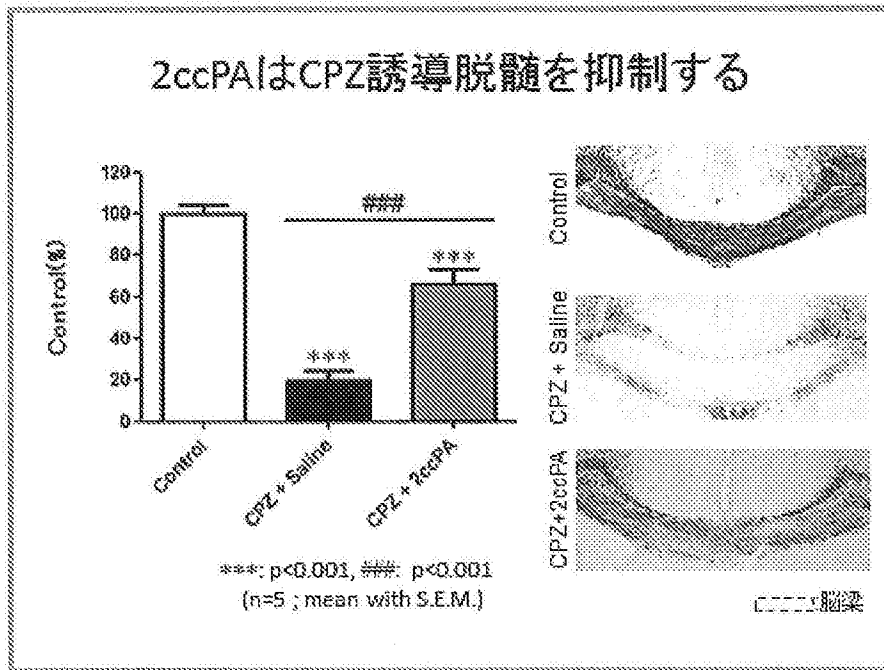 2ccPAはCPZ誘導脱髄を抑制する
120
100
80
60
40
20
0
Control(%)
###
***
***
Control
CPZ + Saline
CPZ + 2ccPA
***: p<0.001, ###: p<0.001
(n=5 ; mean with S.E.M.)
Control
CPZ + Saline
CPZ+2ccPA
:脳梁